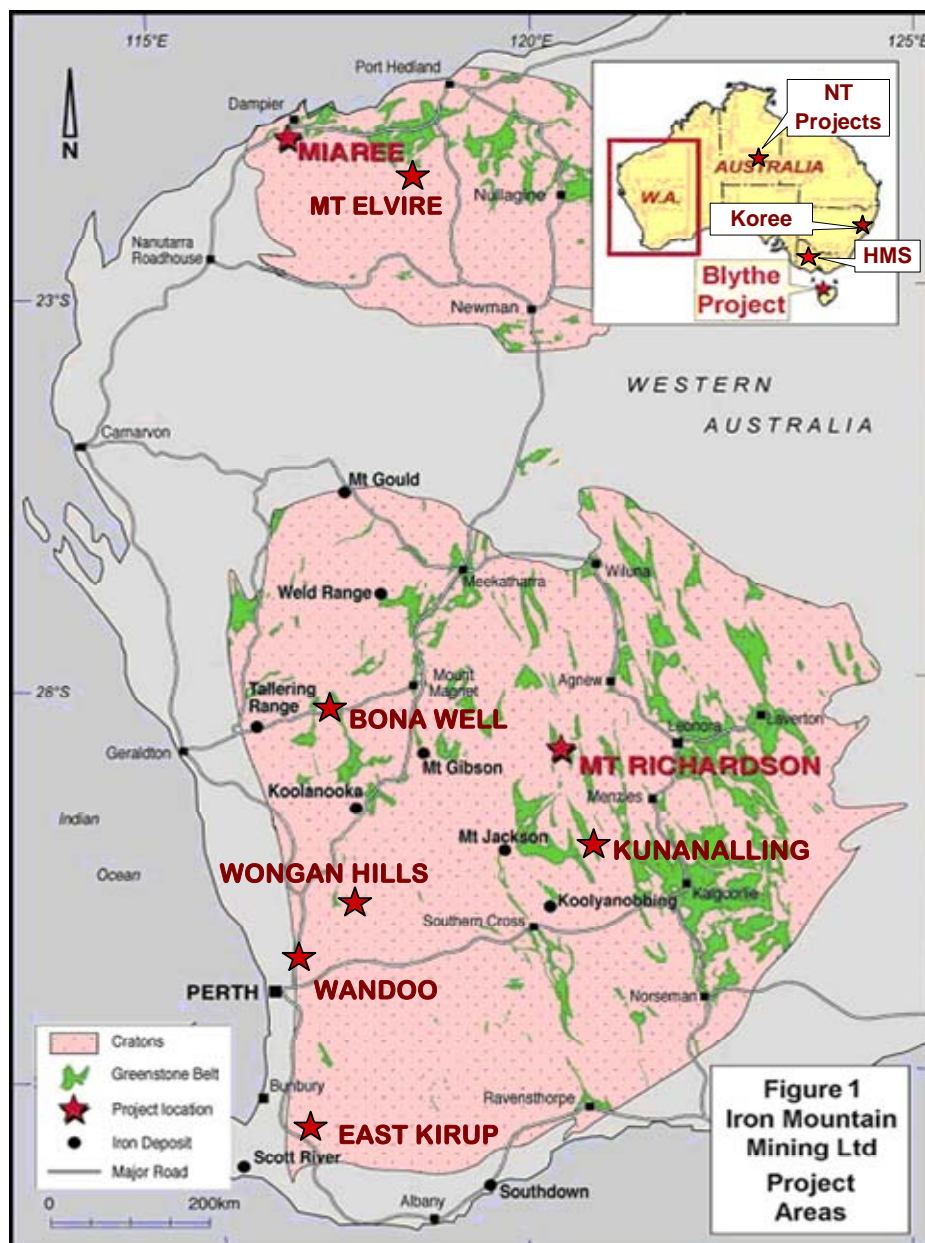 115°E
120°E
125°E
N
Port Hedland
Dampier
MIAREE
MT ELVIRE
Nullagine
Nanutarra
Roadhouse
23°S
Newman
NT
Projects
AUSTRALIA
W.A.
Koree
HMS
Blythe
Project
WESTERN
AUSTRALIA
Carnarvon
Mt Gould
Meekatharra
Wiluna
Weld Range
28°S
Tallering
Range
Mount
Magnet
Agnew
Leonora
Laverton
BONA WELL
Geraldton
Mt Gibson
MT RICHARDSON
Koolanooka
Menzies
Indian
Ocean
Mt Jackson
KUNANALLING
WONGAN HILLS
Kalgoorlie
Koolyanobbing
Southern Cross
WANDOO
PERTH
Norseman
Cratons
Greenstone Belt
Project location
Iron Deposit
Major Road
0
200km
Bunbury
Ravensthorpe
EAST KIRUP
Scott River
Albany
Southdown
Figure 1
Iron Mountain
Mining Ltd
Project
Areas